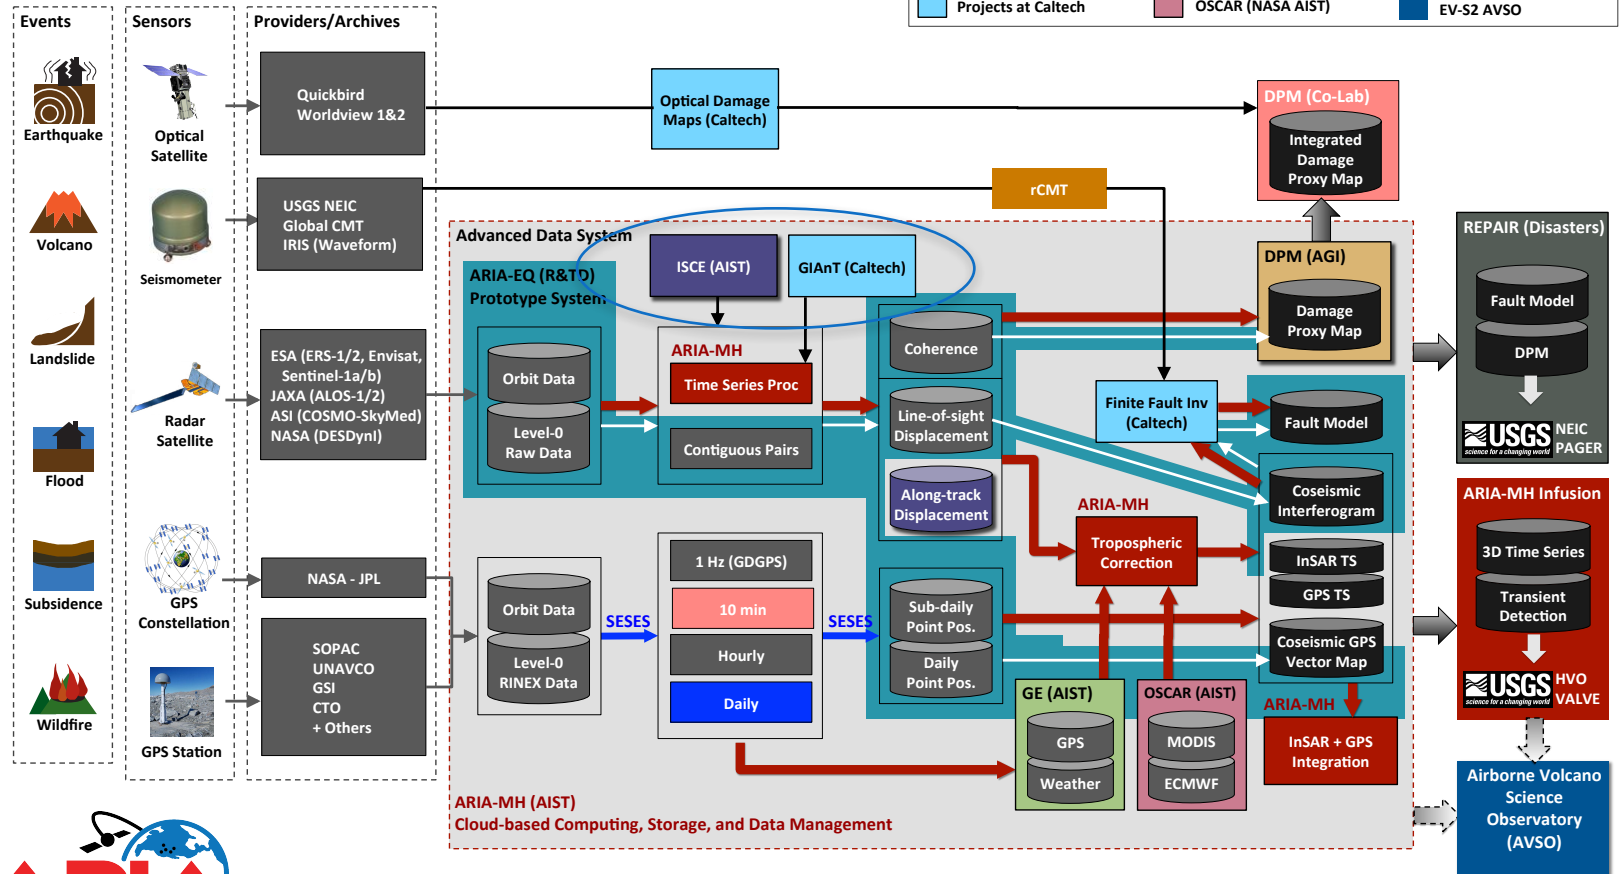 Projects at Caltech
OSCAR (NASA AIST)
EV-S2 AVSO
Events
Earthquake
Volcano
Landslide
Flood
Subsidence
Wildfire
Sensors
Optical
Satellite
Seismometer
Radar
Satellite
GPS
Constellation
GPS Station
Providers/Archives
Quickbird
Worldview 1&2
USGS NEIC
Global CMT
IRIS (Waveform)
ESA (ERS-1/2, Envisat,
Sentinel-1a/b)
JAXA (ALOS-1/2)
ASI (COSMO-SkyMed)
NASA (DESDynI)
NASA - JPL
SOPAC
UNAVCO
GSI
CTO
+ Others
Optical Damage
Maps (Caltech)
rCMT
DPM (Co-Lab)
Integrated
Damage
Proxy Map
Advanced Data System
ISCE (AIST)
GIAnT (Caltech)
ARIA-EQ (R&TD)
Prototype System
Orbit Data
Level-0
Raw Data
ARIA-MH
Time Series Proc
Contiguous Pairs
Coherence
Line-of-sight
Displacement
Along-track
Displacement
DPM (AGI)
Damage
Proxy Map
Finite Fault Inv
(Caltech)
Fault Model
Coseismic
Interferogram
ARIA-MH
Tropospheric
Correction
InSAR TS
GPS TS
Coseismic GPS
Vector Map
Orbit Data
Level-0
RINEX Data
SESES
1 Hz (GDGPS)
10 min
Hourly
Daily
SESES
Sub-daily
Point Pos.
Daily
Point Pos.
GE (AIST)
GPS
Weather
OSCAR (AIST)
MODIS
ECMWF
ARIA-MH
InSAR + GPS
Integration
ARIA-MH (AIST)
Cloud-based Computing, Storage, and Data Management
REPAIR (Disasters)
Fault Model
DPM
USGS
science for a changing world
NEIC
PAGER
ARIA-MH Infusion
3D Time Series
Transient
Detection
USGS
science for a changing world
HVO
VALVE
Airborne Volcano
Science
Observatory
(AVSO)
ARIA